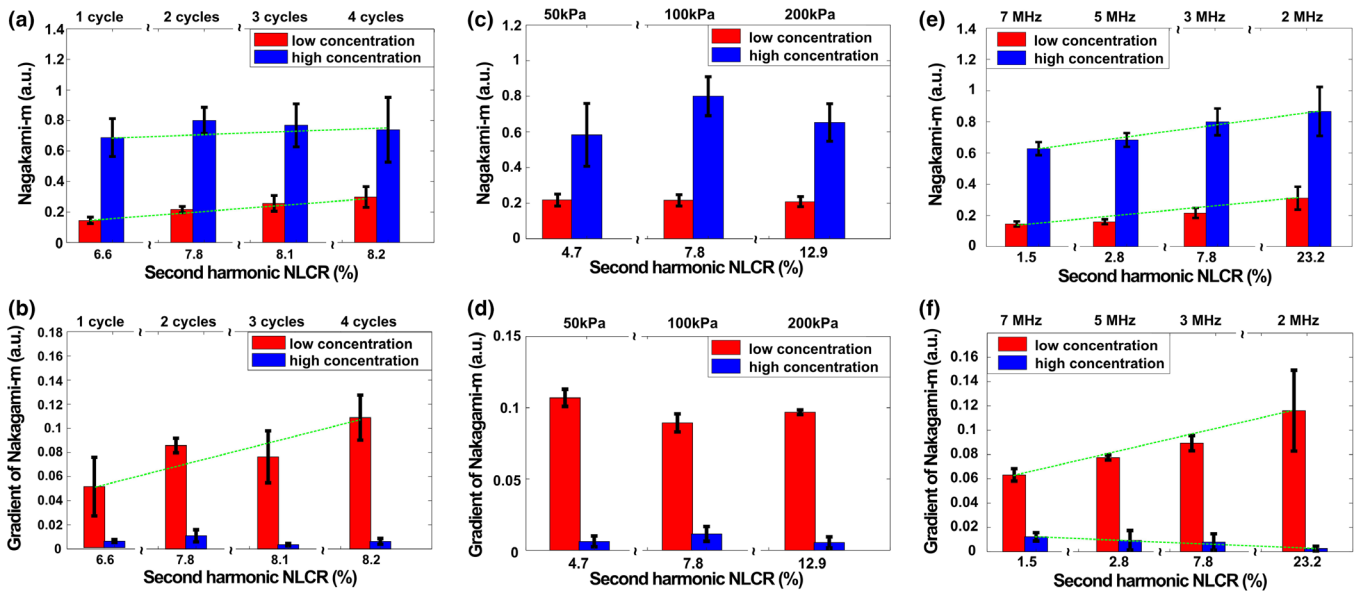 (a)
1 cycle 2 cycles 3 cycles 4 cycles
1.4
1.2
1
0.8
0.6
0.4
0.2
0
Nagakami-m (a.u.)
low concentration
high concentration
6.6 7.8 8.1 8.2
Second harmonic NLCR (%)
(c)
50kPa 100kPa 200kPa
1.2
1
0.8
0.6
0.4
0.2
0
Nagakami-m (a.u.)
low concentration
high concentration
4.7 7.8 12.9
Second harmonic NLCR (%)
(e)
7 MHz 5 MHz 3 MHz 2 MHz
1.4
1.2
1
0.8
0.6
0.4
0.2
0
Nagakami-m (a.u.)
low concentration
high concentration
1.5 2.8 7.8 23.2
Second harmonic NLCR (%)
(b)
1 cycle 2 cycles 3 cycles 4 cycles
0.18
0.16
0.14
0.12
0.1
0.08
0.06
0.04
0.02
0
Gradient of Nakagami-m (a.u.)
low concentration
high concentration
6.6 7.8 8.1 8.2
Second harmonic NLCR (%)
(d)
50kPa 100kPa 200kPa
0.15
0.1
0.05
0
Gradient of Nakagami-m (a.u.)
low concentration
high concentration
4.7 7.8 12.9
Second harmonic NLCR (%)
(f)
7 MHz 5 MHz 3 MHz 2 MHz
0.16
0.14
0.12
0.1
0.08
0.06
0.04
0.02
0
Gradient of Nakagami-m (a.u.)
low concentration
high concentration
1.5 2.8 7.8 23.2
Second harmonic NLCR (%)